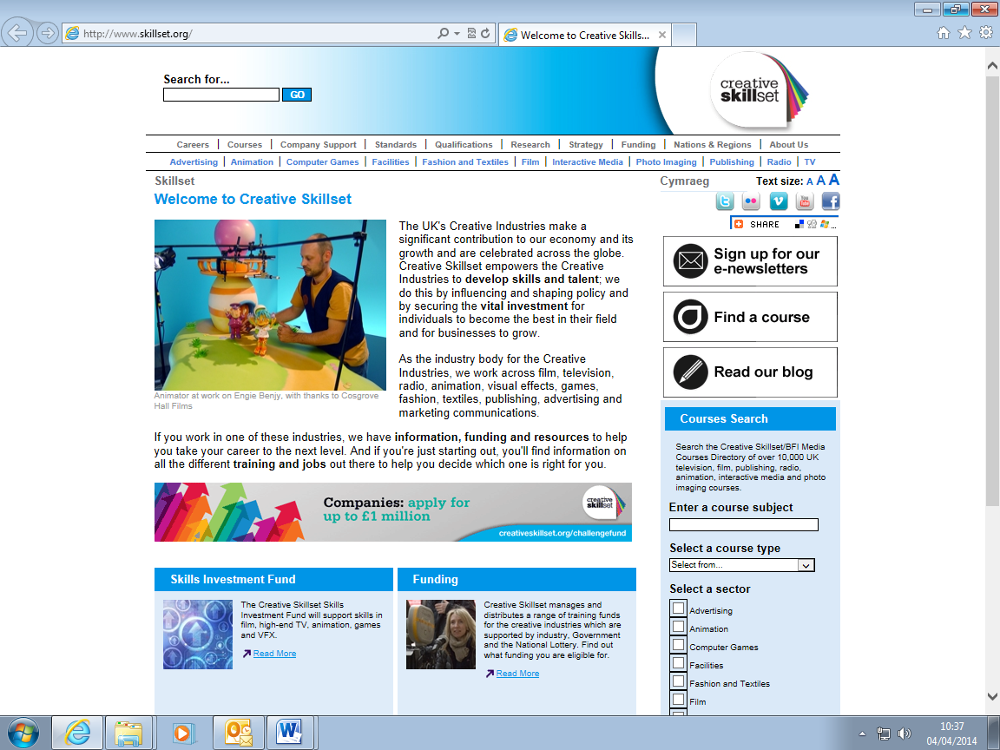 http://www.skillset.org/
Welcome to Creative Skills...
Search for...
GO
creative
skillset
Careers | Courses | Company Support | Standards | Qualifications | Research | Strategy | Funding | Nations & Regions | About Us
Advertising | Animation | Computer Games | Facilities | Fashion and Textiles | Film | Interactive Media | Photo Imaging | Publishing | Radio | TV
Skillset
Cymraeg
Text size: A A A
Welcome to Creative Skillset
The UK's Creative Industries make a
significant contribution to our economy and its
growth and are celebrated across the globe.
Creative Skillset empowers the Creative
Industries to develop skills and talent; we
do this by influencing and shaping policy and
by securing the vital investment for
individuals to become the best in their field
and for businesses to grow.
As the industry body for the Creative
Industries, we work across film, television,
radio, animation, visual effects, games,
fashion, textiles, publishing, advertising and
marketing communications.
Animator at work on Engie Benjy, with thanks to Cosgrove
Hall Films
If you work in one of these industries, we have information, funding and resources to help
you take your career to the next level. And if you're just starting out, you'll find information on
all the different training and jobs out there to help you decide which one is right for you.
Companies: apply for
up to £1 million
creative
skillset
creativeskillset.org/challengefund
Skills Investment Fund
The Creative Skillset Skills
Investment Fund will support skills in
film, high-end TV, animation, games
and VFX.
Read More
Funding
Creative Skillset manages and
distributes a range of training funds
for the creative industries which are
supported by industry, Government
and the National Lottery. Find out
what funding you are eligible for.
Read More
You
Tube
SHARE
...
Sign up for our
e-newsletters
Find a course
Read our blog
Courses Search
Search the Creative Skillset/BFI Media
Courses Directory of over 10,000 UK
television, film, publishing, radio,
animation, interactive media and photo
imaging courses.
Enter a course subject
Select a course type
Select from...
Select a sector
Advertising
Animation
Computer Games
Facilities
Fashion and Textiles
Film
10:37
04/04/2014